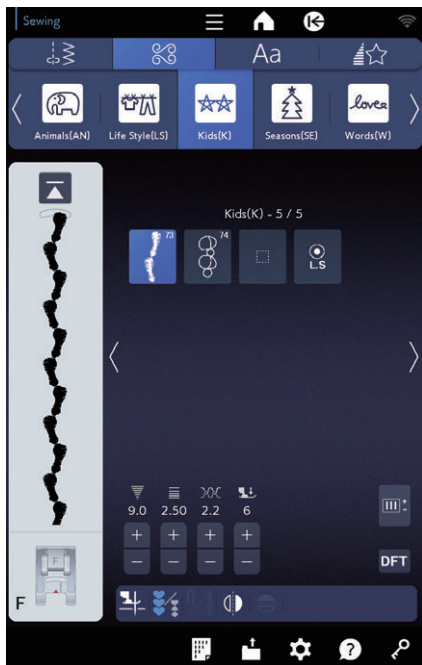 Sewing
Aa
Animals(AN) Life Style(LS) Kids(K) Seasons(SE) Words(W)
love
Kids(K) - 5 / 5
73 74
L.S
9.0 2.50 2.2 6
+ + + +
− − − −
DFT
F
F
?